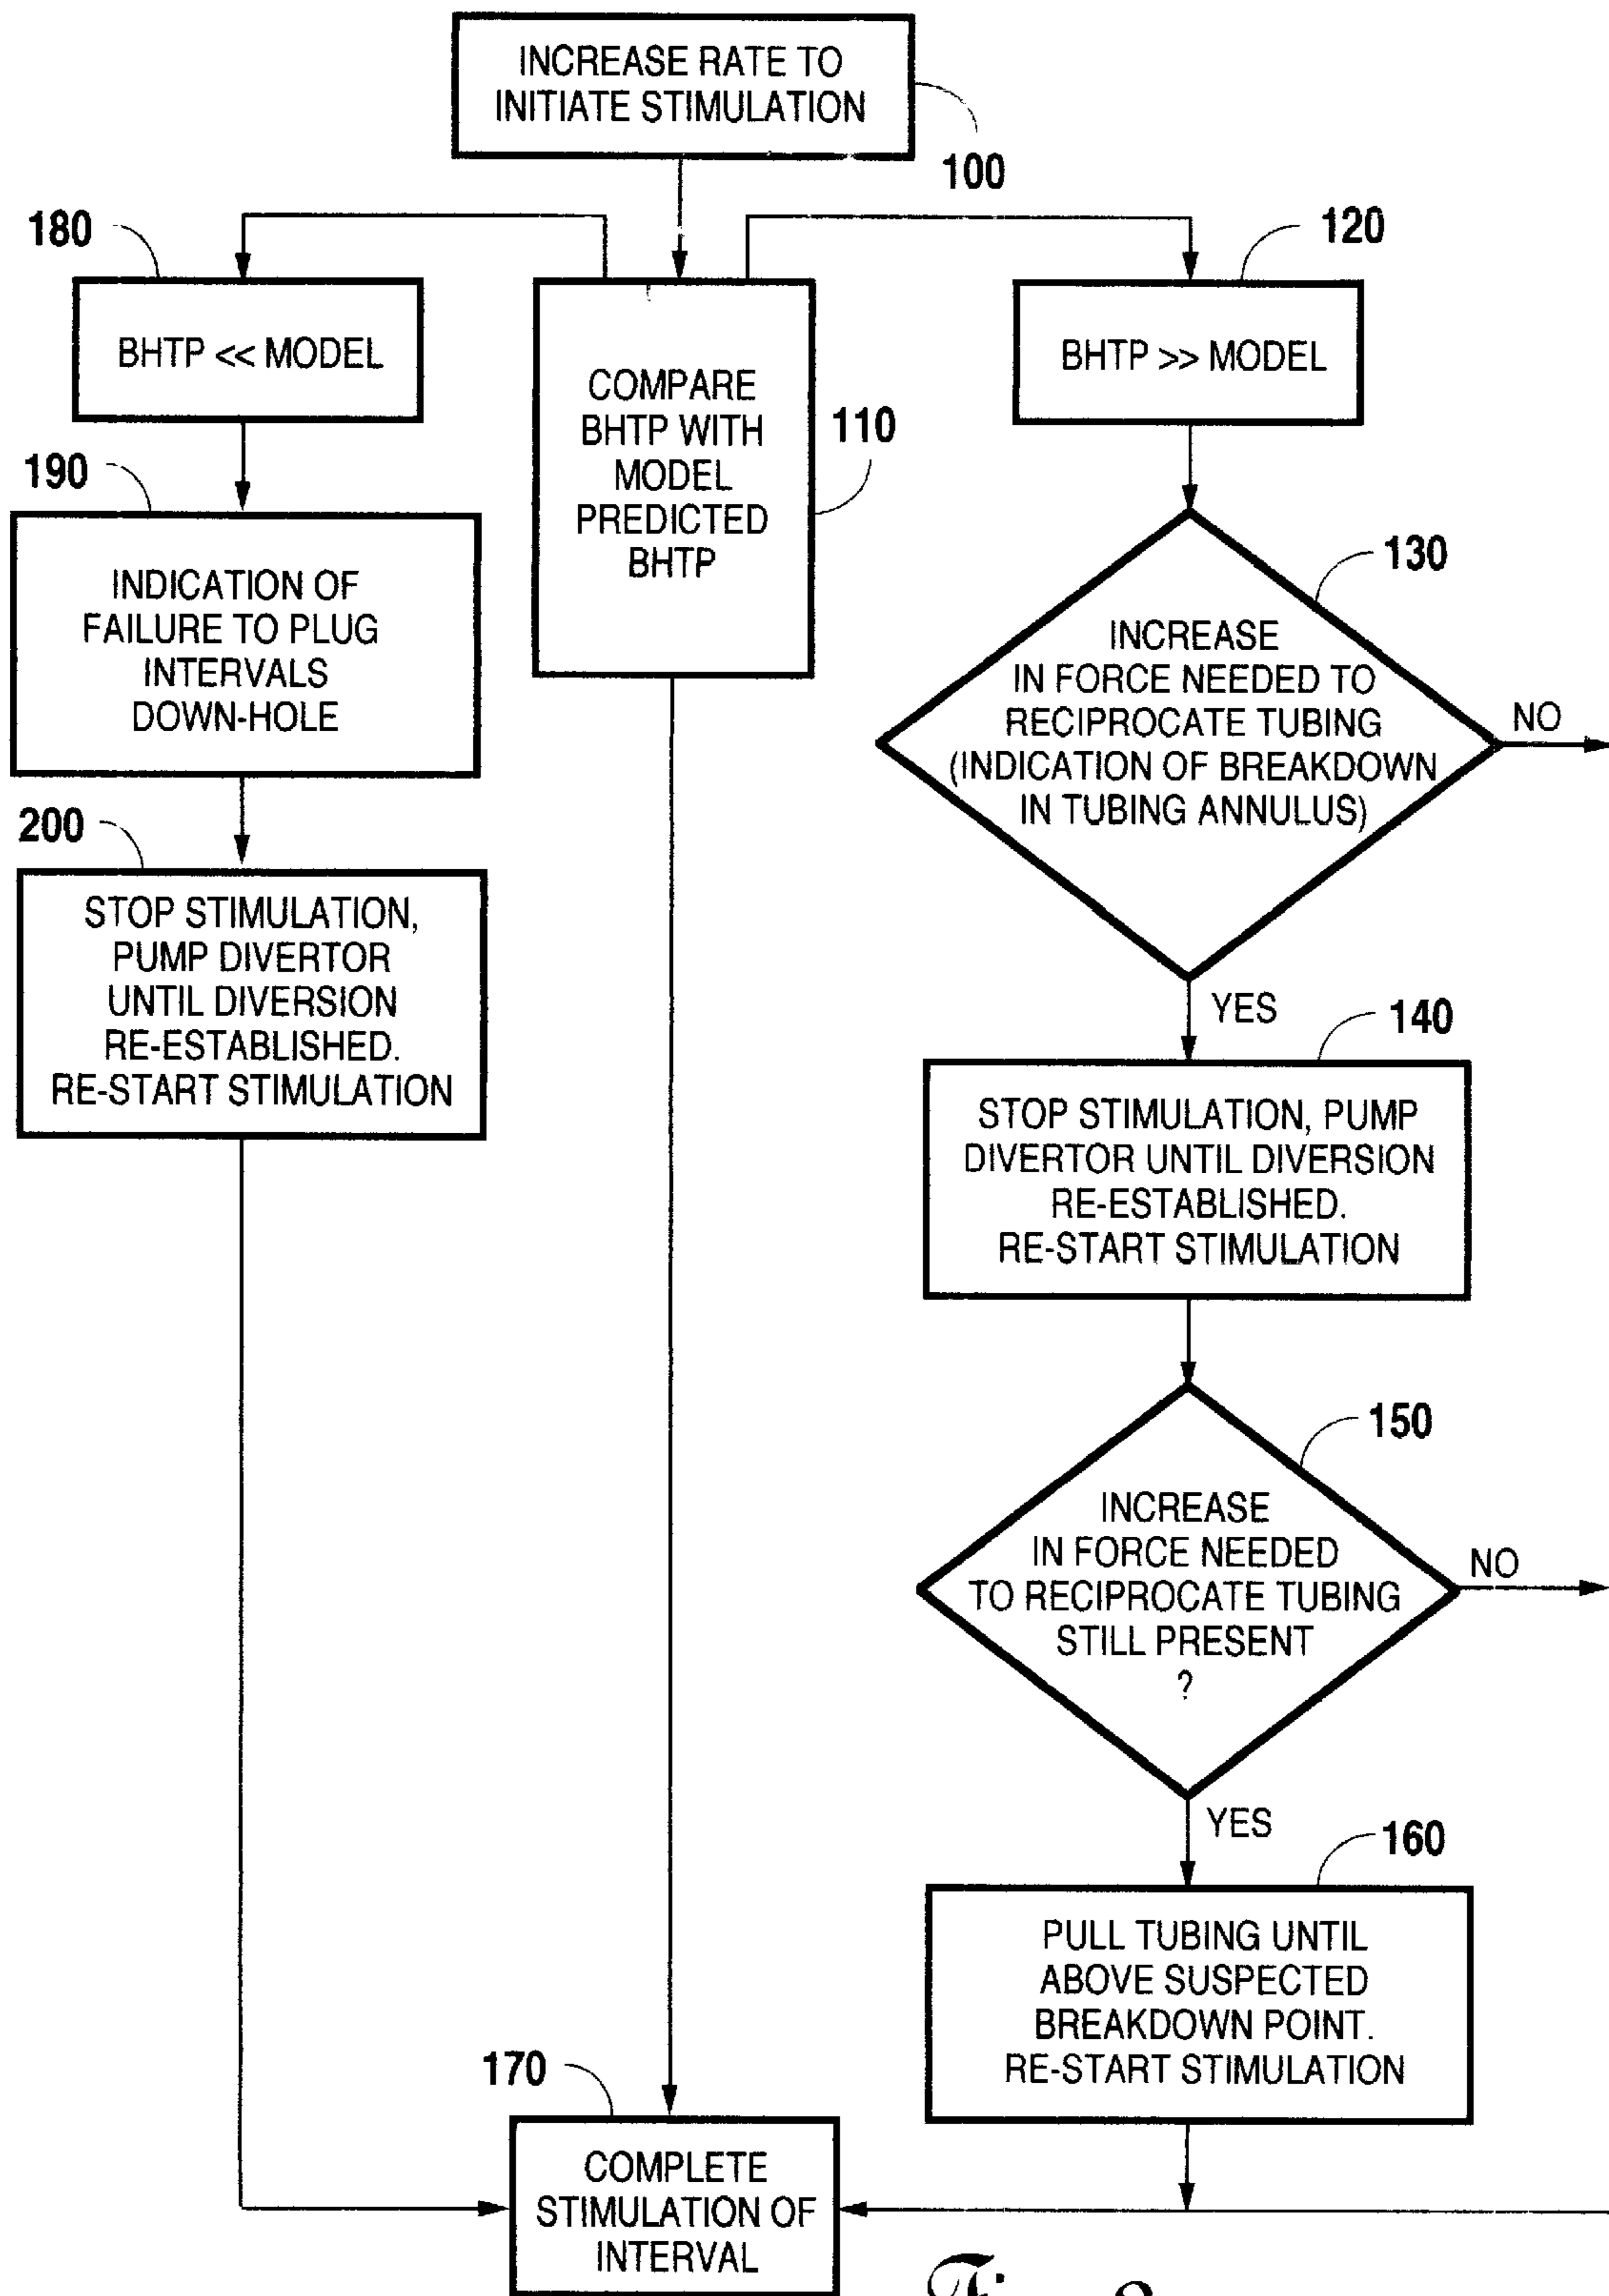 INCREASE RATE TO
INITIATE STIMULATION
100
180
BHTP << MODEL
120
BHTP >> MODEL
COMPARE
BHTP WITH
MODEL
PREDICTED
BHTP
110
190
INDICATION OF
FAILURE TO PLUG
INTERVALS
DOWN-HOLE
130
INCREASE
IN FORCE NEEDED TO
RECIPROCATE TUBING
(INDICATION OF BREAKDOWN
IN TUBING ANNULUS)
NO
YES
200
STOP STIMULATION,
PUMP DIVERTOR
UNTIL DIVERSION
RE-ESTABLISHED.
RE-START STIMULATION
140
STOP STIMULATION, PUMP
DIVERTOR UNTIL DIVERSION
RE-ESTABLISHED.
RE-START STIMULATION
150
INCREASE
IN FORCE NEEDED
TO RECIPROCATE TUBING
STILL PRESENT
?
NO
YES
160
PULL TUBING UNTIL
ABOVE SUSPECTED
BREAKDOWN POINT.
RE-START STIMULATION
170
COMPLETE
STIMULATION OF
INTERVAL